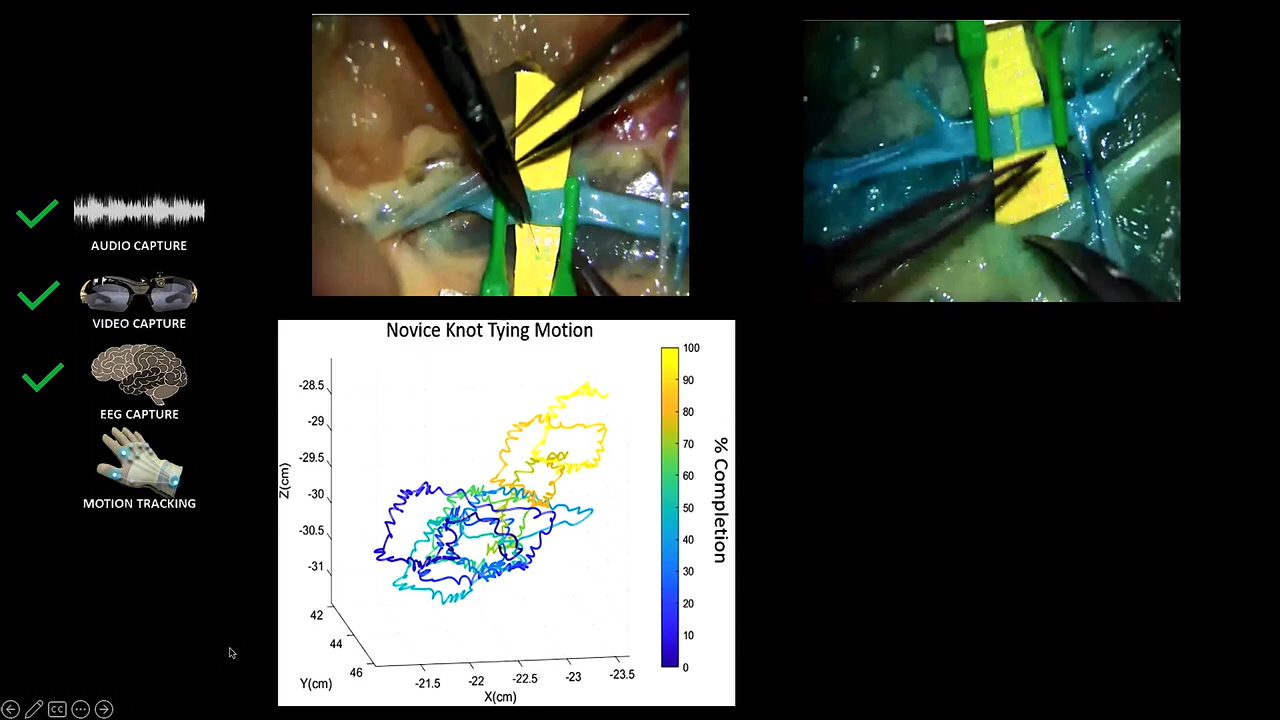 AUDIO CAPTURE
VIDEO CAPTURE
EEG CAPTURE
MOTION TRACKING
Novice Knot Tying Motion
-28.5
-29
-29.5
-30
-30.5
-31
Z(cm)
42
44
46
Y(cm)
-21.5
-22
-22.5
-23
-23.5
X(cm)
100
90
80
70
60
50
40
30
20
10
0
% Completion
CC